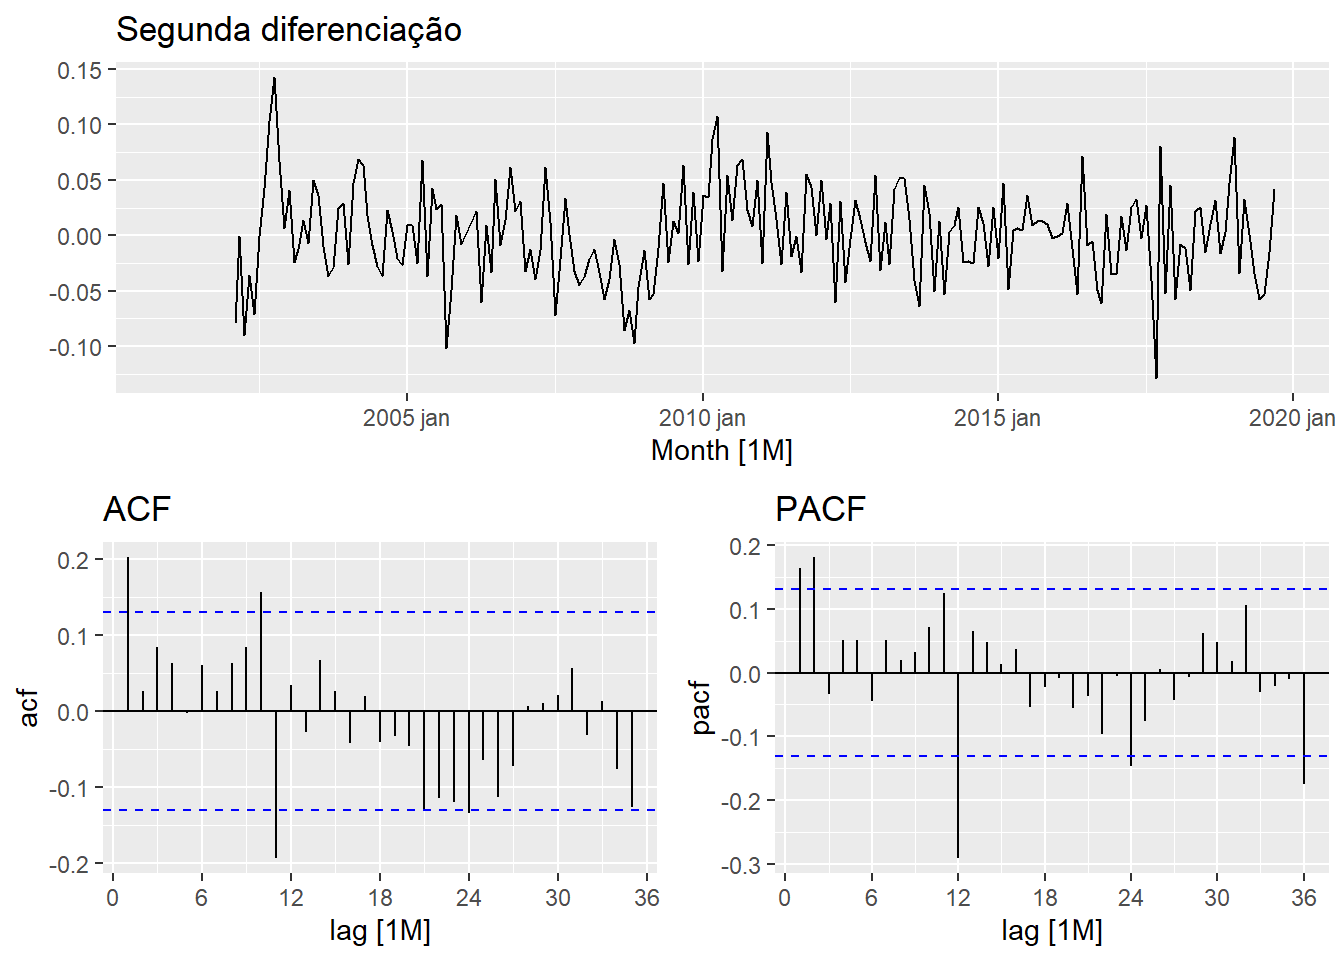 Segunda diferenciação
0.15
0.10
0.05
0.00
-0.05
-0.10
2005 jan 2010 jan 2015 jan 2020 jan
Month [1M]
ACF
0.2
0.1
0.0
-0.1
-0.2
acf
0 6 12 18 24 30 36
lag [1M]
PACF
0.2
0.1
0.0
-0.1
-0.2
-0.3
pacf
0 6 12 18 24 30 36
lag [1M]